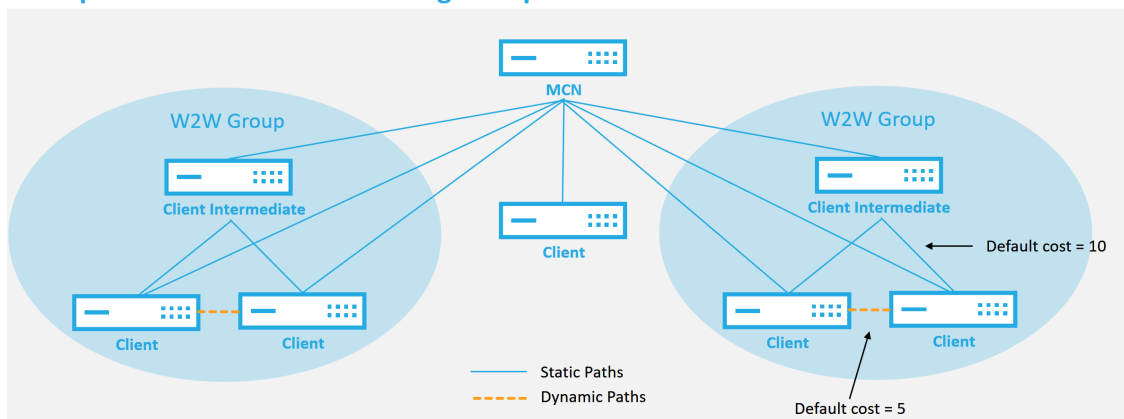 MCN
W2W Group
W2W Group
Client Intermediate
Client Intermediate
Client
Default cost = 10
Client
Client
Client
Client
Static Paths
Dynamic Paths
Default cost = 5